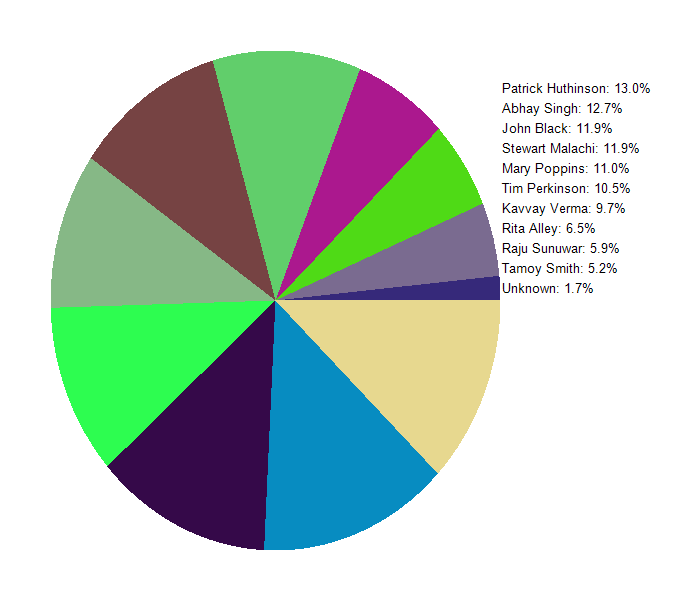 Patrick Huthinson: 13.0%
Abhay Singh: 12.7%
John Black: 11.9%
Stewart Malachi: 11.9%
Mary Poppins: 11.0%
Tim Perkinson: 10.5%
Kavvay Verma: 9.7%
Rita Alley: 6.5%
Raju Sunuwar: 5.9%
Tamoy Smith: 5.2%
Unknown: 1.7%